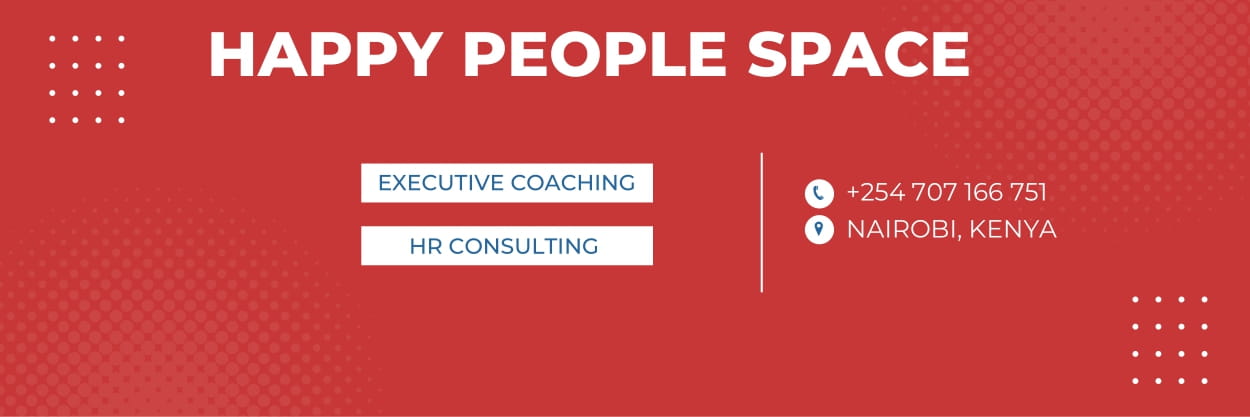 HAPPY PEOPLE SPACE
EXECUTIVE COACHING
HR CONSULTING
+254 707 166 751
NAIROBI, KENYA